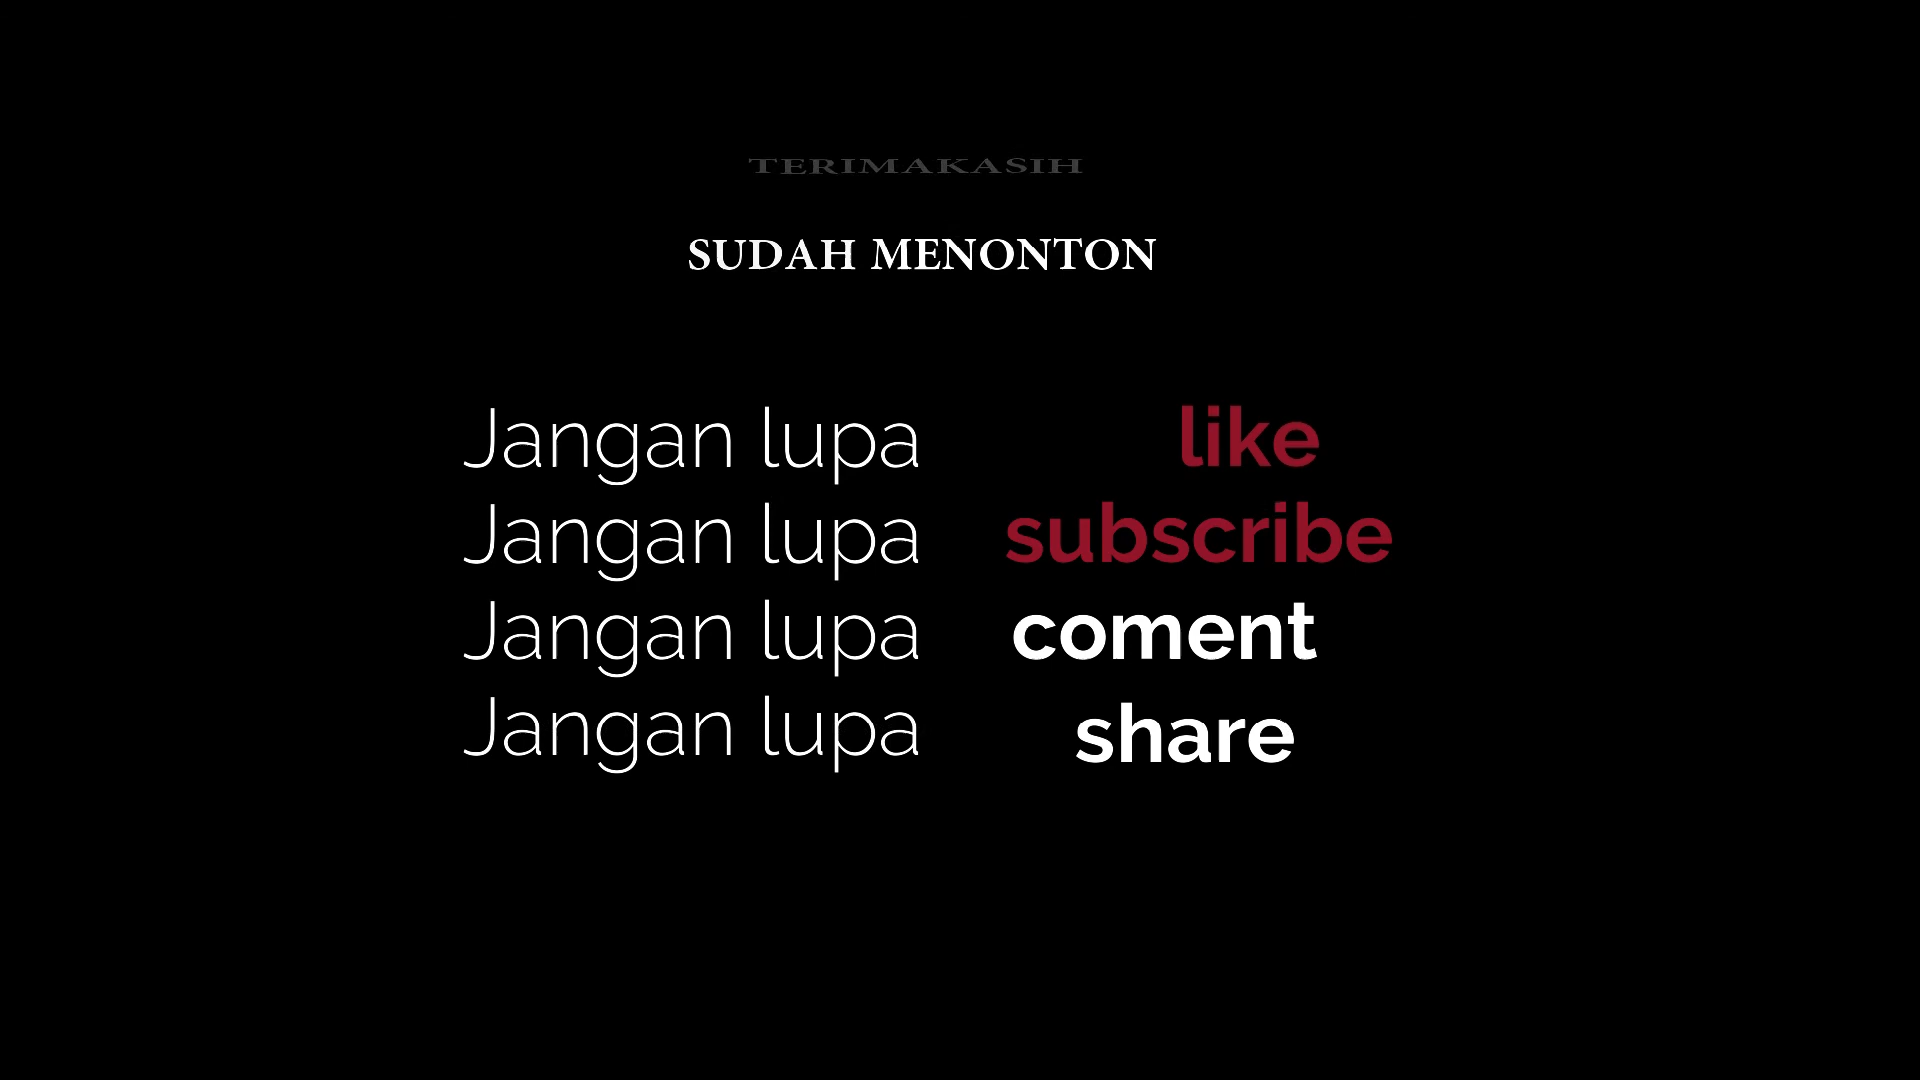 TERIMAKASIH
SUDAH MENONTON
Jangan lupa like
Jangan lupa subscribe
Jangan lupa coment
Jangan lupa share